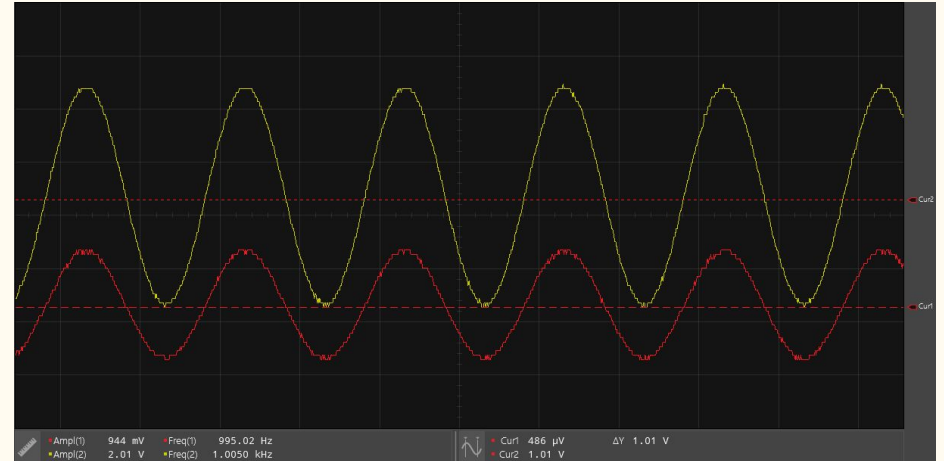 Cur2
Cur1
Ampl(1) 944 mV Freq(1) 995.02 Hz Cur1 486 µV ΔY 1.01 V
Ampl(2) 2.01 V Freq(2) 1.0050 kHz Cur2 1.01 V